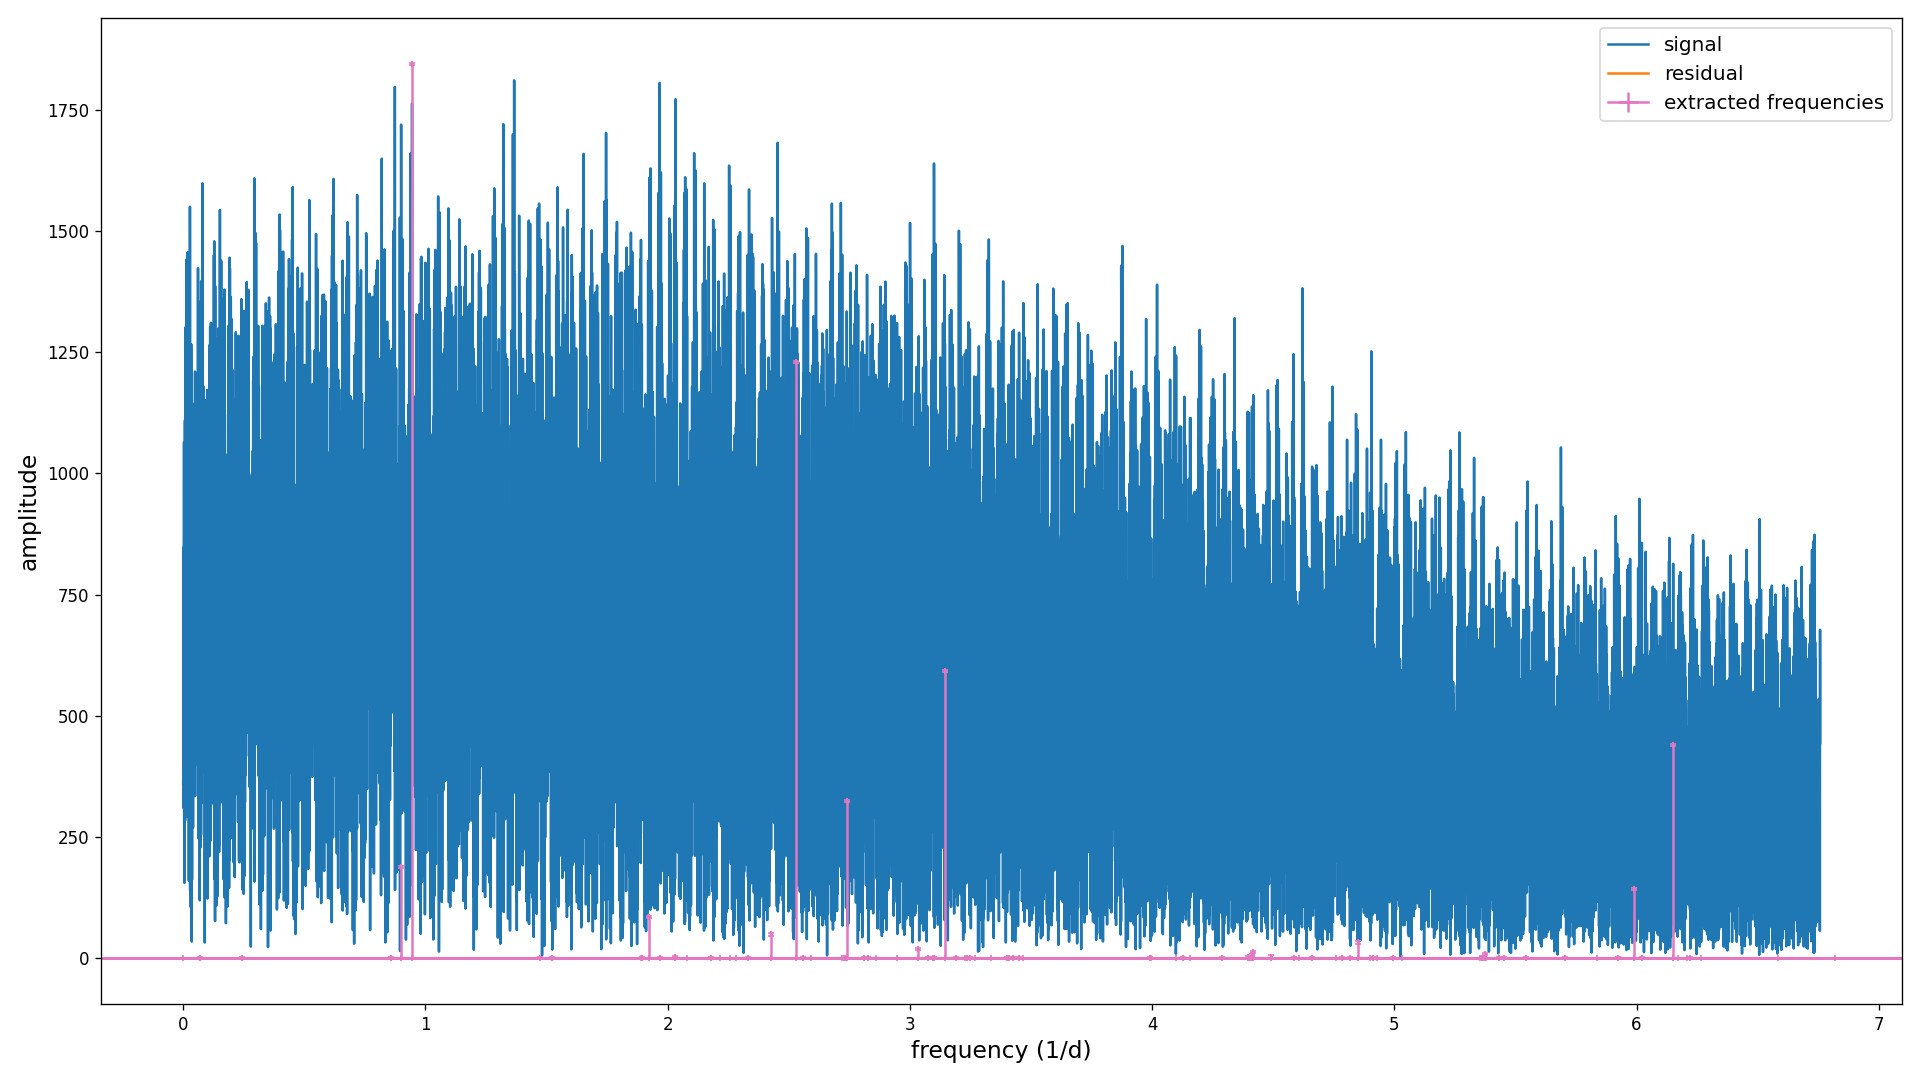 signal
residual
extracted frequencies
amplitude
1750
1500
1250
1000
750
500
250
0
0 1 2 3 4 5 6 7
frequency (1/d)